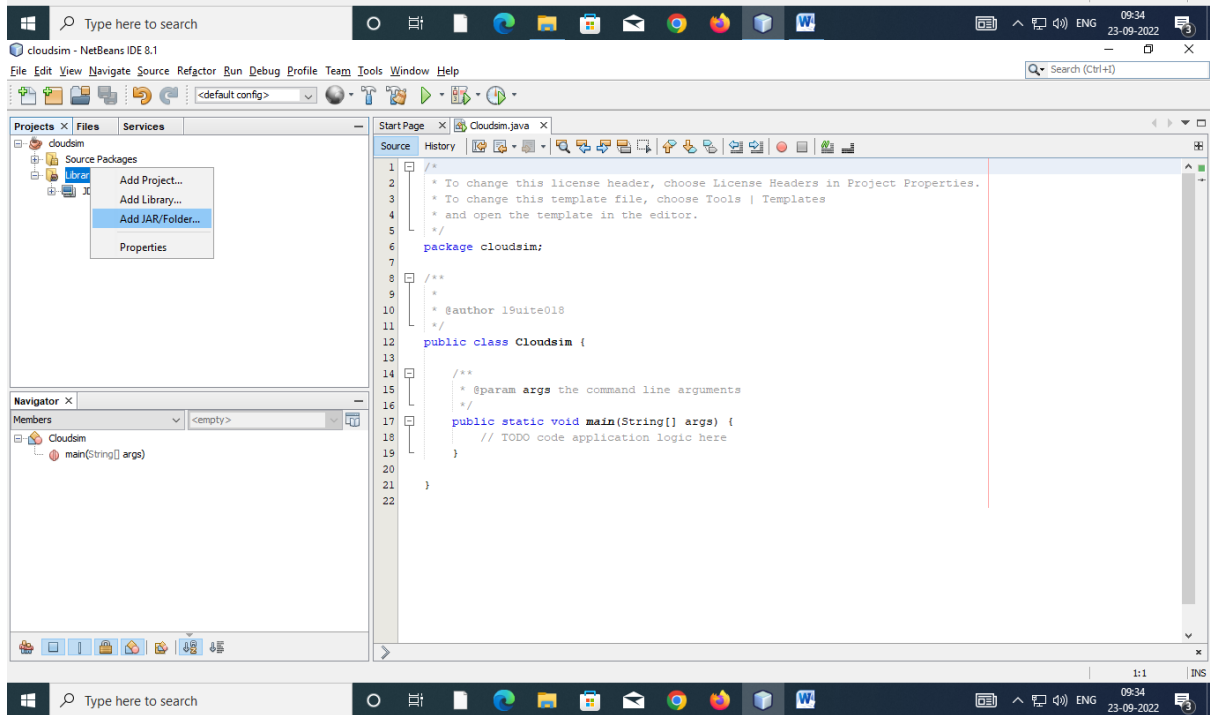 Type here to search
ENG
09:34
23-09-2022
3
cloudsim - NetBeans IDE 8.1
File Edit View Navigate Source Refactor Run Debug Profile Team Tools Window Help
Search (Ctrl+I)
<default config>
Projects Files Services
cloudsim
Source Packages
Librar
JD
Add Project...
Add Library...
Add JAR/Folder...
Properties
Start Page Cloudsim.java
Source History
1 /*
2 * To change this license header, choose License Headers in Project Properties.
3 * To change this template file, choose Tools | Templates
4 * and open the template in the editor.
5 */
6 package cloudsim;
7
8 /**
9 *
10 * @author 19uite018
11 */
12 public class Cloudsim {
13
14 /**
15 * @param args the command line arguments
16 */
17 public static void main(String[] args) {
18 // TODO code application logic here
19 }
20
21 }
22
Navigator
Members <empty>
Cloudsim
main(String[] args)
1:1 INS
Type here to search
ENG
09:34
23-09-2022
3